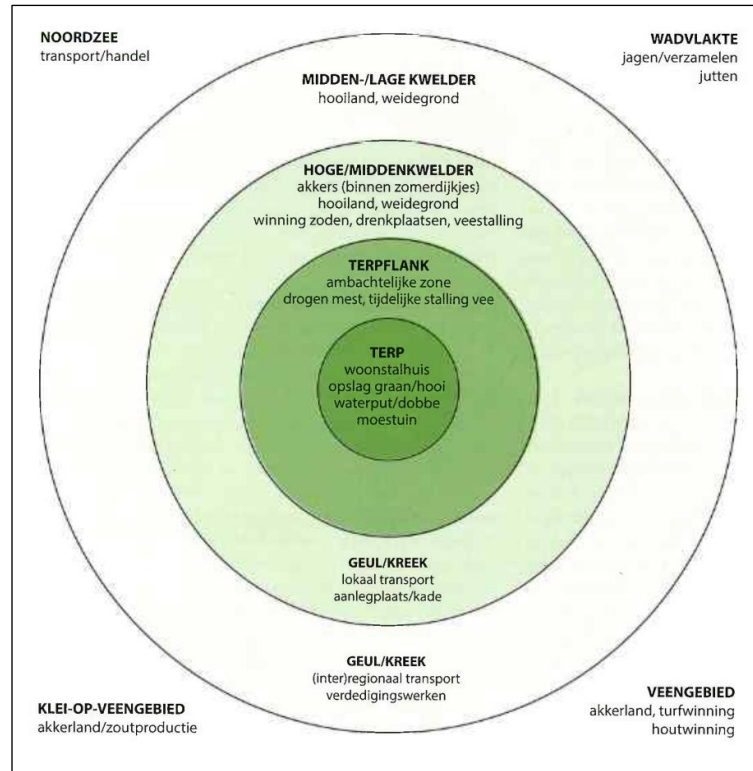 NOORDZEE
transport/handel
WADVLAKTE
jagen/verzamelen
jutten
MIDDEN-/LAGE KWELDER
hooiland, weidegrond
HOGE/MIDDENKWELDER
akkers (binnen zomerdijkjes)
hooiland, weidegrond
winning zoden, drenkplaatsen, veestalling
TERPFLANK
ambachtelijke zone
drogen mest, tijdelijke stalling vee
TERP
woonstalhuis
opslag graan/hooi
waterput/dobbe
moestuin
GEUL/KREEK
lokaal transport
aanlegplaats/kade
GEUL/KREEK
(inter)regionaal transport
verdedigingswerken
KLEI-OP-VEENGEBIED
akkerland/zoutproductie
VEENGEBIED
akkerland, turfwinning
houtwinning